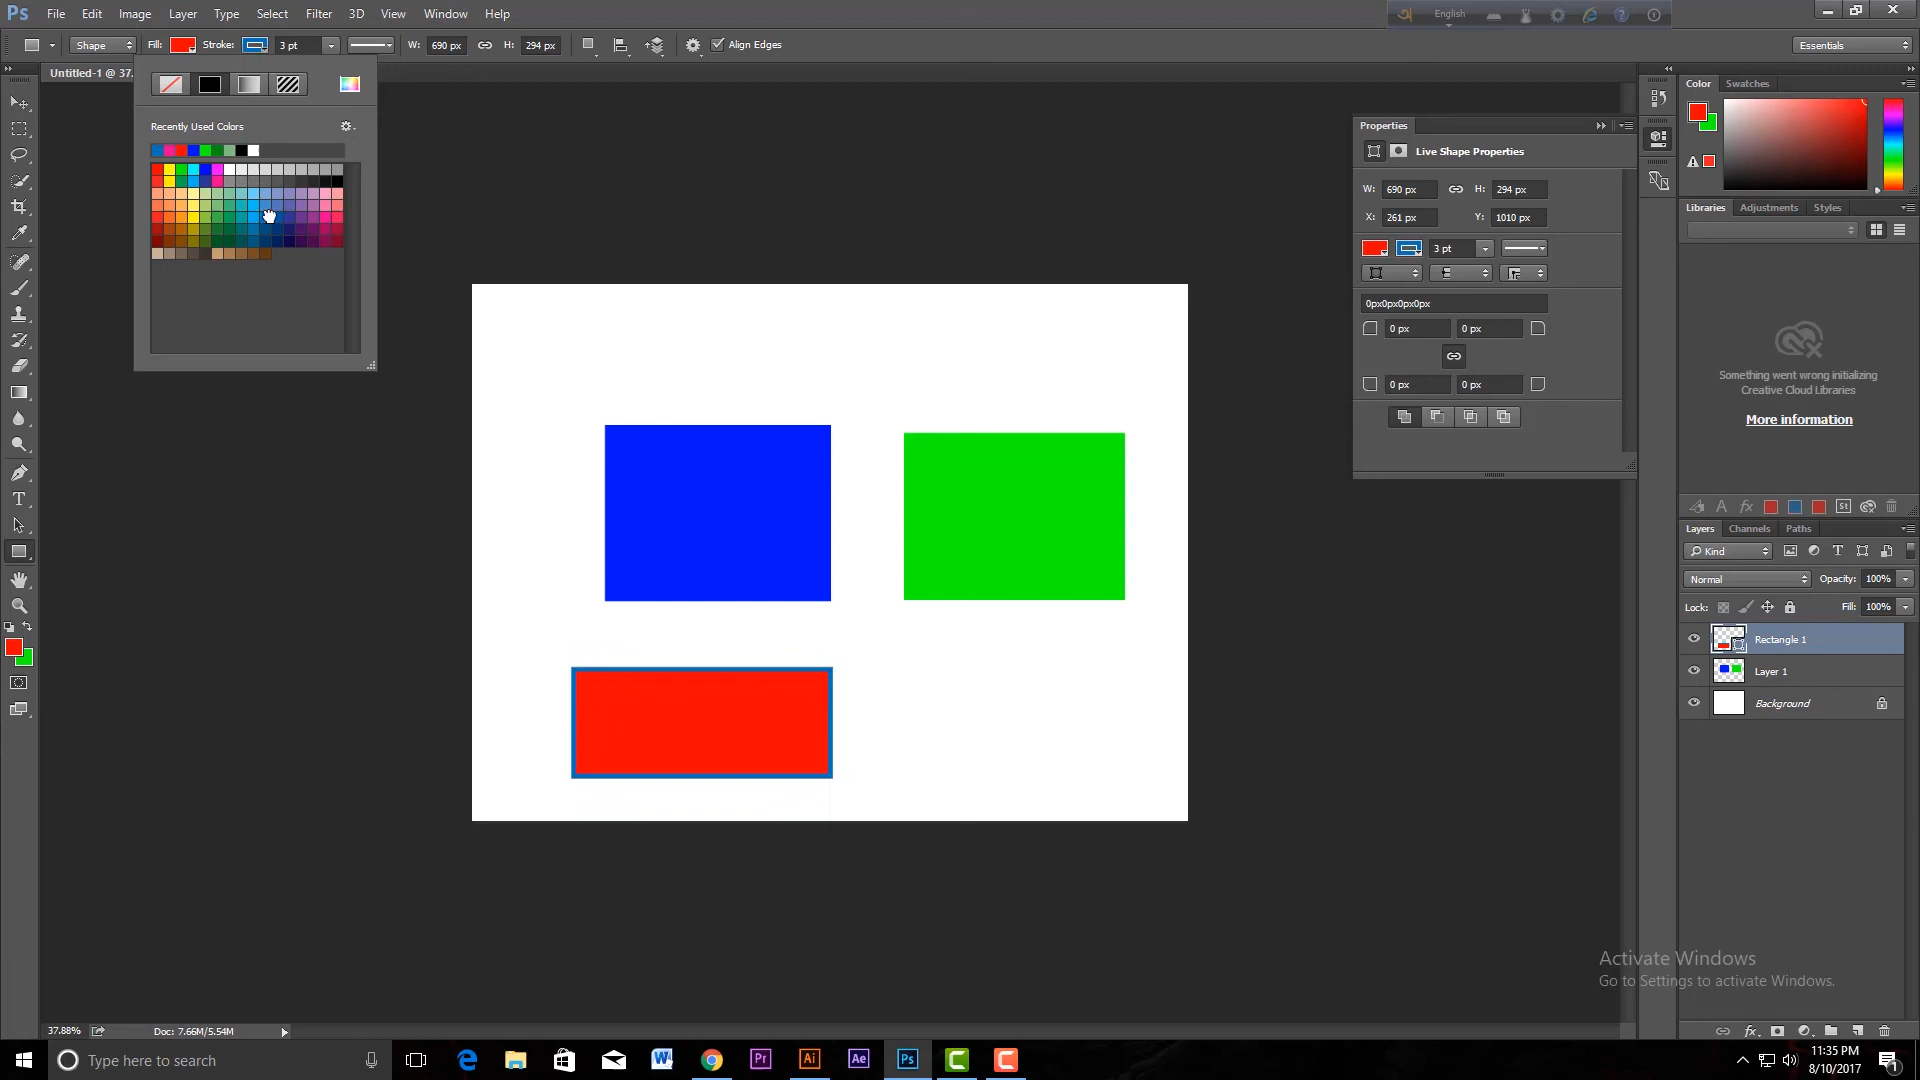 Ps File Edit Image Layer Type Select Filter 3D View Window Help
English
Shape Fill: Stroke: 3 pt W: 690 px H: 294 px Align Edges Essentials
Untitled-1 @ 37.
Recently Used Colors
Properties
Live Shape Properties
W: 690 px H: 294 px
X: 261 px Y: 1010 px
3 pt
0px0px0px0px
0 px 0 px
0 px 0 px
Color Swatches
Libraries Adjustments Styles
Something went wrong initializing
Creative Cloud Libraries
More information
A fx St
Layers Channels Paths
Kind T
Normal Opacity: 100%
Lock: Fill: 100%
Rectangle 1
Layer 1
Background
T
Activate Windows
Go to Settings to activate Windows.
37.88% Doc: 7.66M/5.54M
fx
Type here to search
Pr Ai Ae Ps
11:35 PM
8/10/2017
1